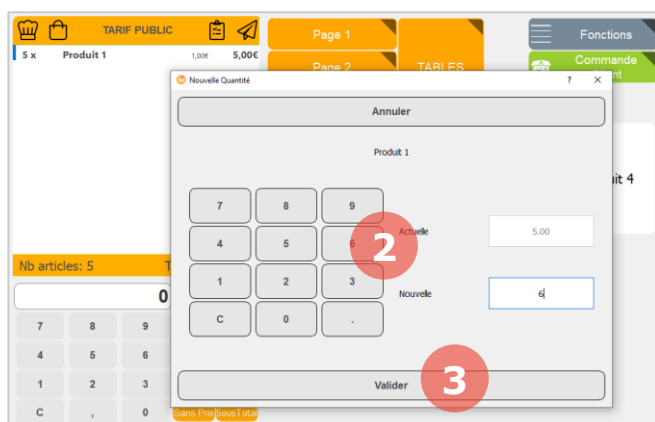 TARIF PUBLIC
Page 1
Fonctions
5 x Produit 1 1,00€ 5,00€
Page 2
TABLES
Commande
Nouvelle Quantité ? ×
Annuler
Produit 1
7 8 9
Actuelle 5.00
4 5 6
2
1 2 3
Nouvelle 6
C 0 .
Valider
3
Nb articles: 5
0
7 8 9
4 5 6
1 2 3
C , 0 Sans Prix SousTotal